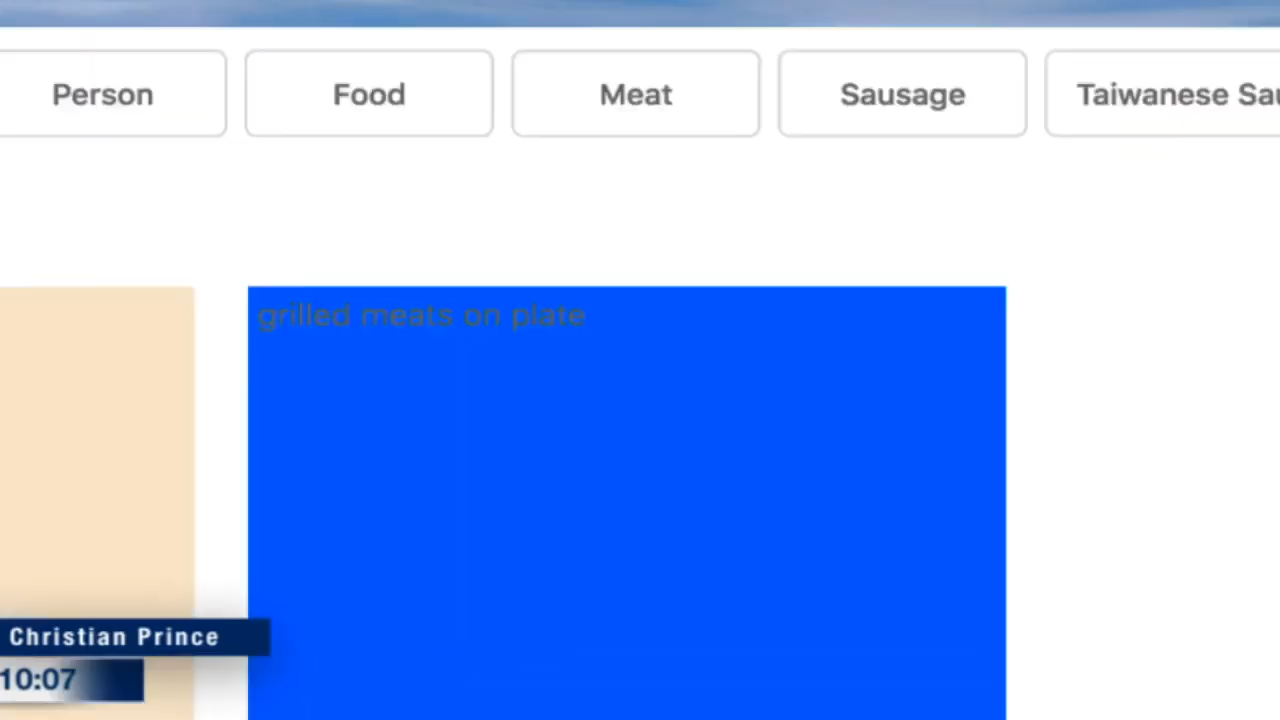 Person
Food
Meat
Sausage
Taiwanese Sau
grilled meats on plate
Christian Prince
10:07